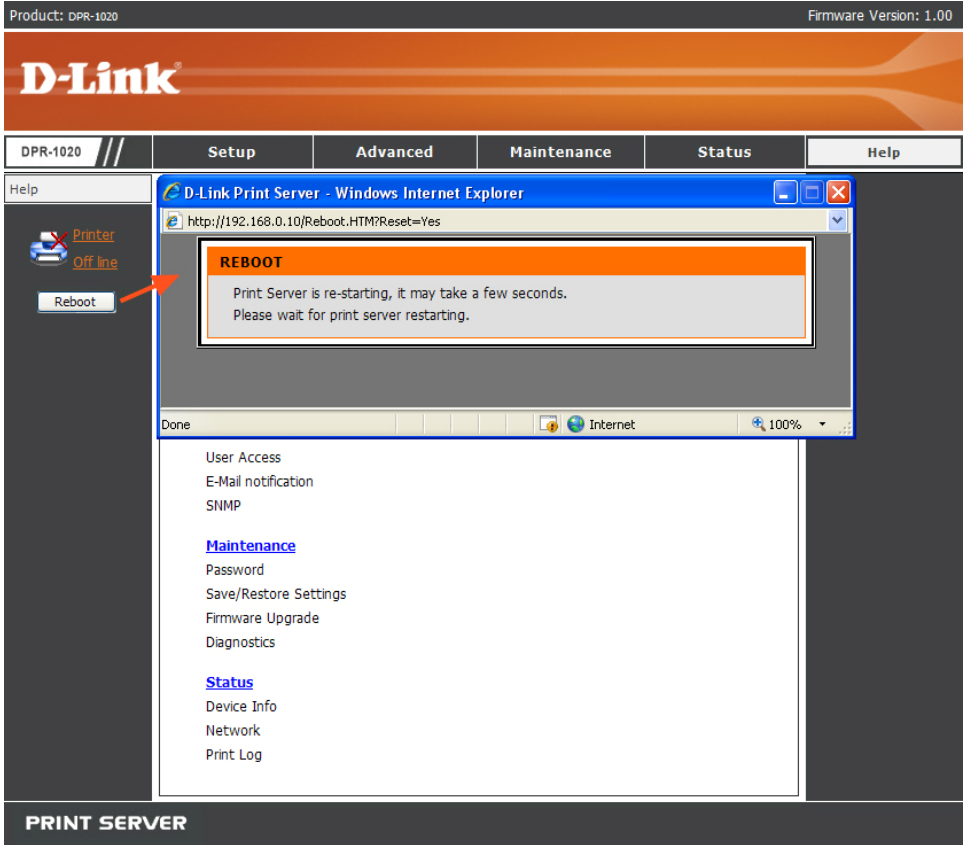 Product: DPR-1020 Firmware Version: 1.00
D-Link®
DPR-1020 Setup Advanced Maintenance Status Help
Help
Printer
Off line
Reboot
D-Link Print Server - Windows Internet Explorer
http://192.168.0.10/Reboot.HTM?Reset=Yes
REBOOT
Print Server is re-starting, it may take a few seconds.
Please wait for print server restarting.
Done Internet 100%
User Access
E-Mail notification
SNMP
Maintenance
Password
Save/Restore Settings
Firmware Upgrade
Diagnostics
Status
Device Info
Network
Print Log
PRINT SERVER